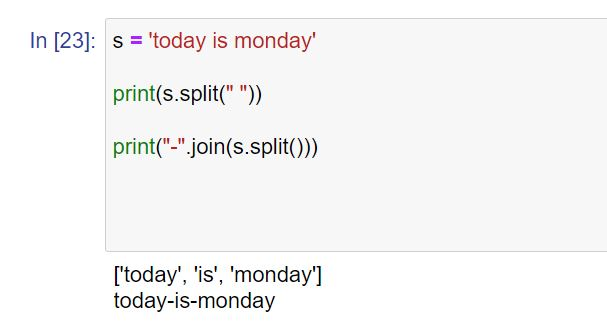 In [23]: s = 'today is monday'
print(s.split(" "))
print("-".join(s.split()))
['today', 'is', 'monday']
today-is-monday